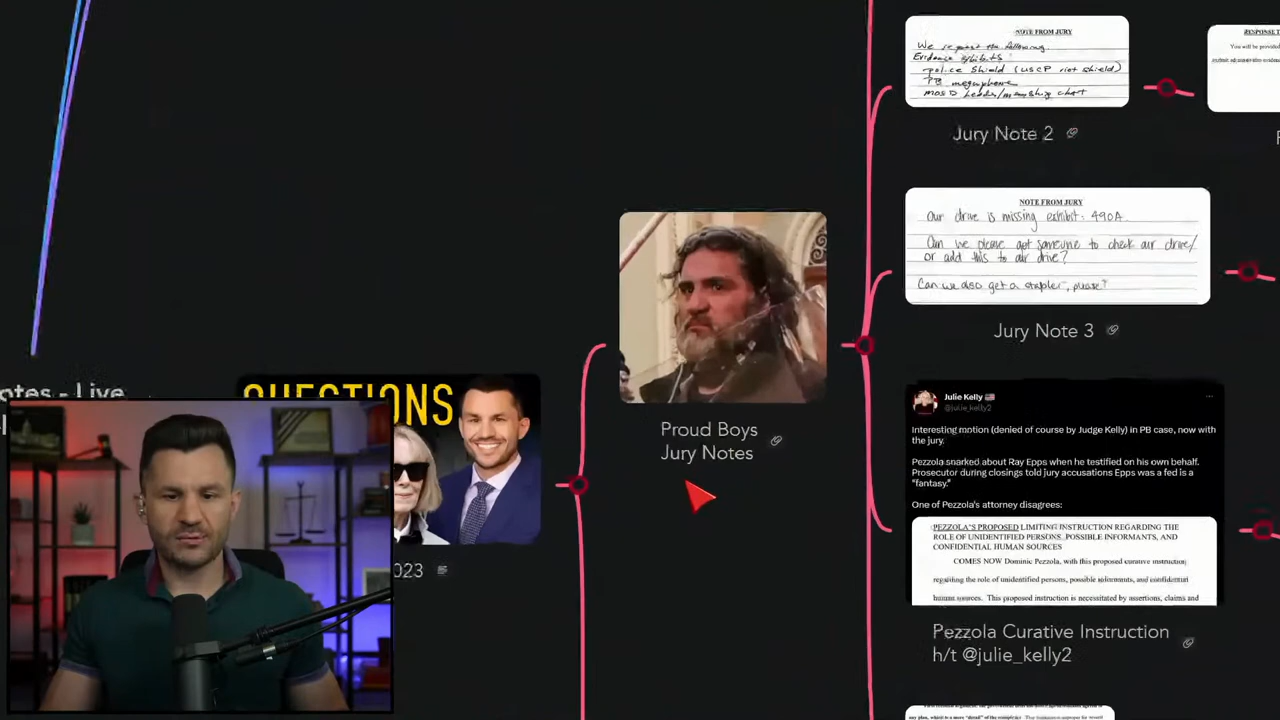 NOTE FROM JURY
We request the following
Evidence exhibits
police Shield (USCP riot shield)
PB megaphone
MOSD leadership chart
Jury Note 2
RESPONSE T
You will be provided
NOTE FROM JURY
Our drive is missing exhibit: 490A
Can we please get someone to check our drive/
or add this to our drive?
Can we also get a stapler, please?
Jury Note 3
otes - Live
QUESTIONS
023
Proud Boys
Jury Notes
Julie Kelly
@julie_kelly2
Interesting motion (denied of course by Judge Kelly) in PB case, now with
the jury.
Pezzola snarked about Ray Epps when he testified on his own behalf.
Prosecutor during closings told jury accusations Epps was a fed is a
"fantasy."
One of Pezzola's attorney disagrees:
PEZZOLA'S PROPOSED LIMITING INSTRUCTION REGARDING THE
ROLE OF UNIDENTIFIED PERSONS, POSSIBLE INFORMANTS, AND
CONFIDENTIAL HUMAN SOURCES
COMES NOW Dominic Pezzola, with this proposed curative instruction
regarding the role of unidentified persons, possible informants, and confidential
human sources. This proposed instruction is necessitated by assertions, claims and
Pezzola Curative Instruction
h/t @julie_kelly2